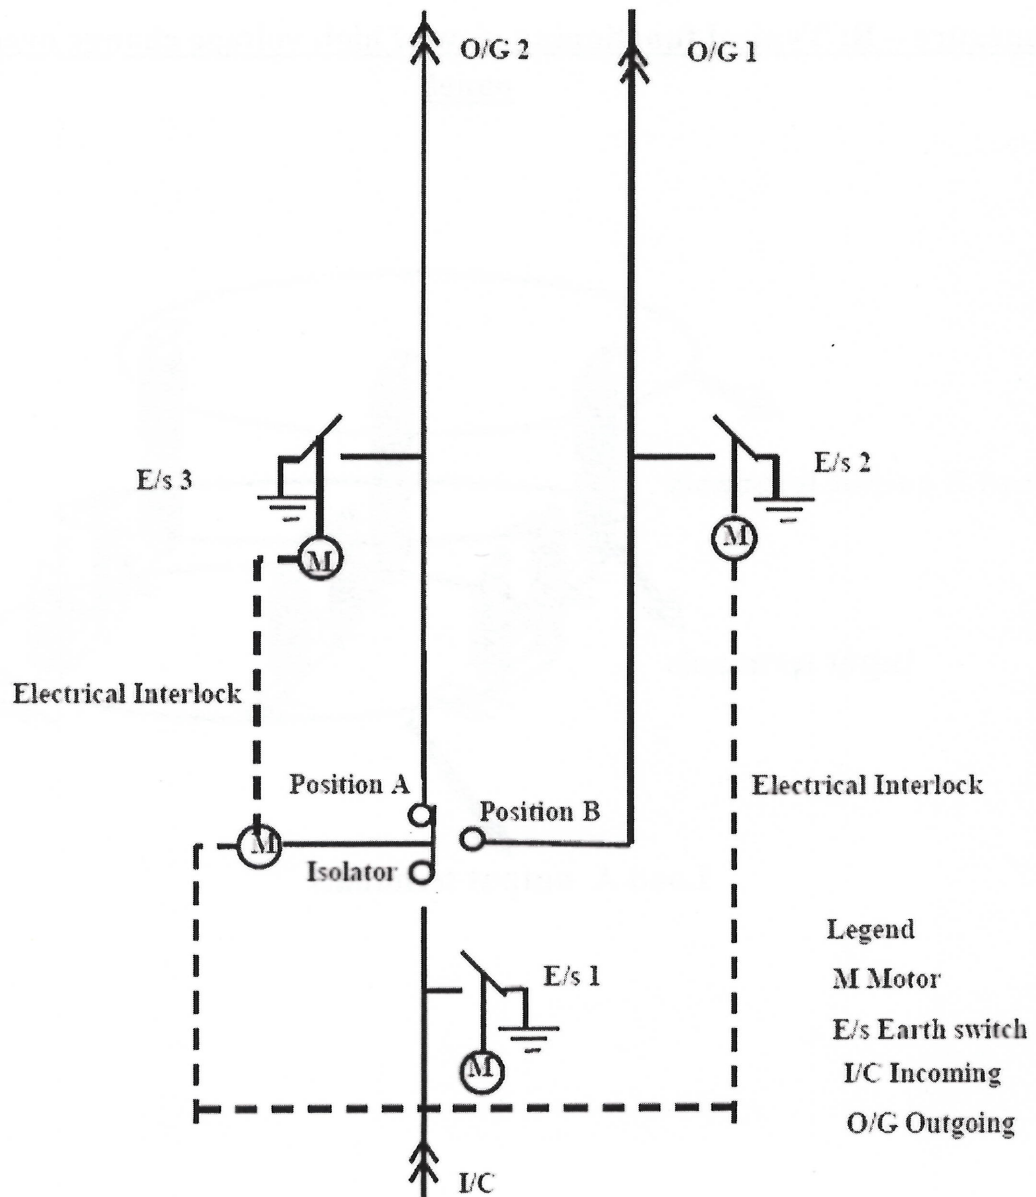 O/G 2
O/G 1
E/s 3
E/s 2
M
M
Electrical Interlock
Position A
Electrical Interlock
Position B
M
Isolator
Legend
E/s 1
M Motor
E/s Earth switch
M
I/C Incoming
O/G Outgoing
I/C